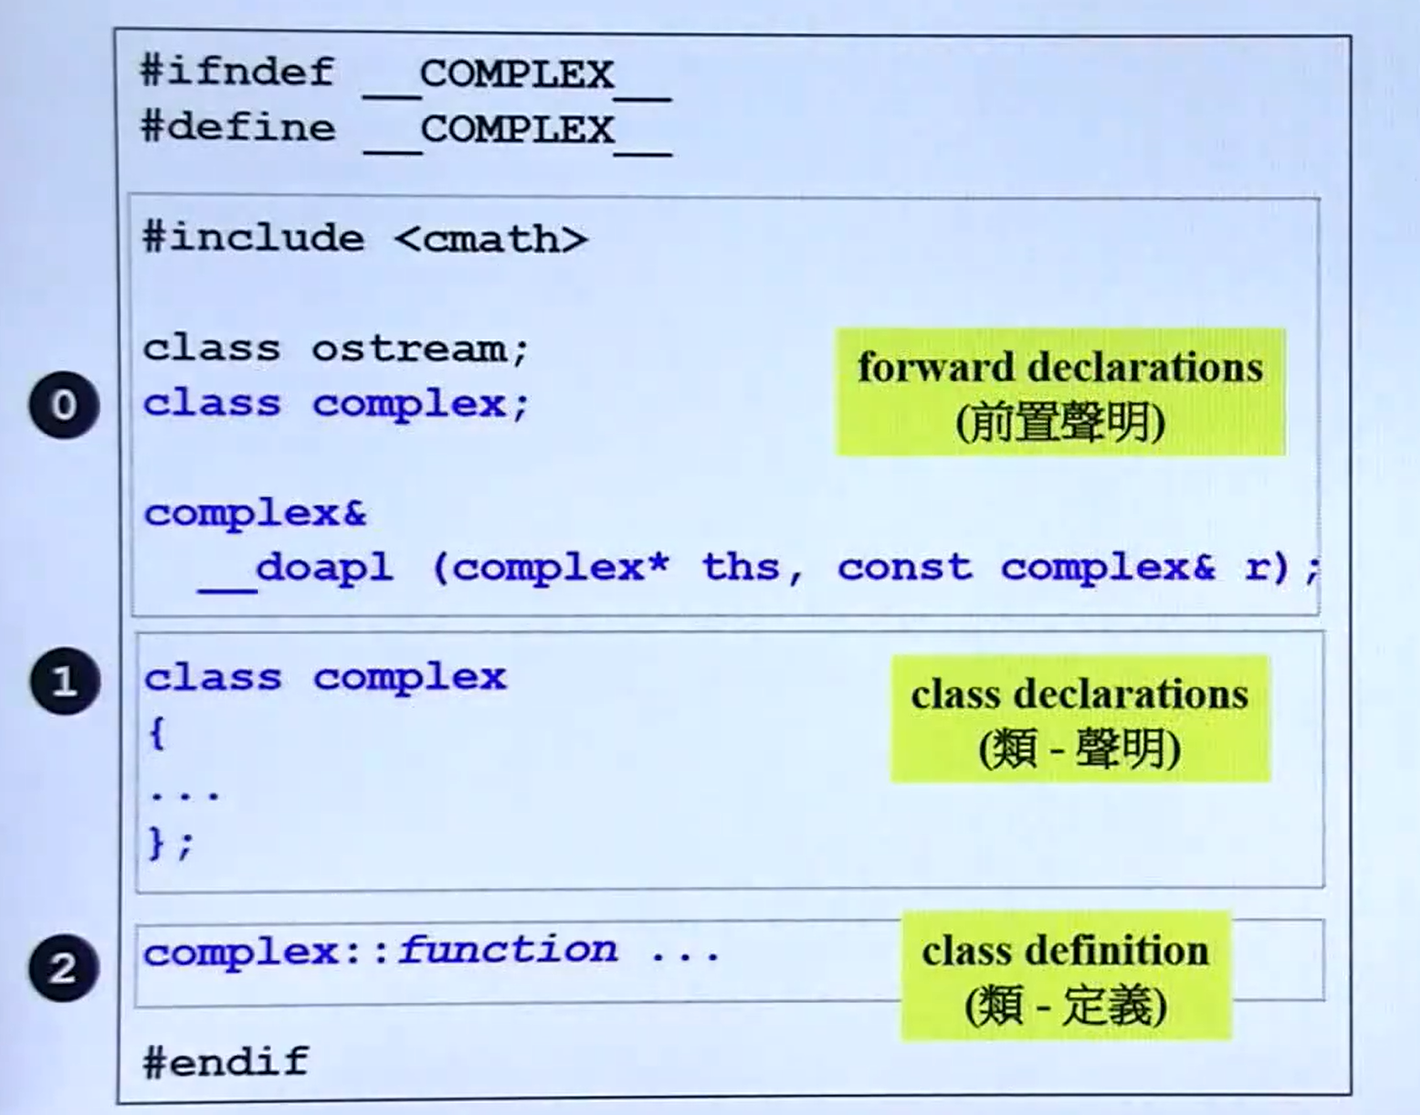 #ifndef __COMPLEX__
#define __COMPLEX__
#include <cmath>
class ostream;
0
class complex;
forward declarations
(前置聲明)
complex&
__doapl (complex* ths, const complex& r);
1
class complex
{
...
};
class declarations
(類 - 聲明)
2
complex::function ...
class definition
(類 - 定義)
#endif